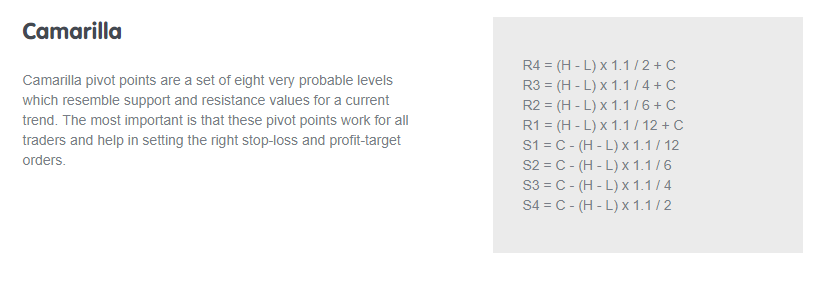 Camarilla
Camarilla pivot points are a set of eight very probable levels
which resemble support and resistance values for a current
trend. The most important is that these pivot points work for all
traders and help in setting the right stop-loss and profit-target
orders.
R4 = (H - L) x 1.1 / 2 + C
R3 = (H - L) x 1.1 / 4 + C
R2 = (H - L) x 1.1 / 6 + C
R1 = (H - L) x 1.1 / 12 + C
S1 = C - (H - L) x 1.1 / 12
S2 = C - (H - L) x 1.1 / 6
S3 = C - (H - L) x 1.1 / 4
S4 = C - (H - L) x 1.1 / 2